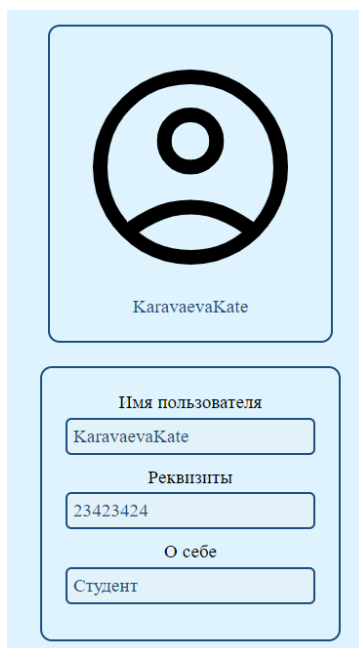 KaravaevaKate
Имя пользователя
KaravaevaKate
Реквизиты
23423424
О себе
Студент